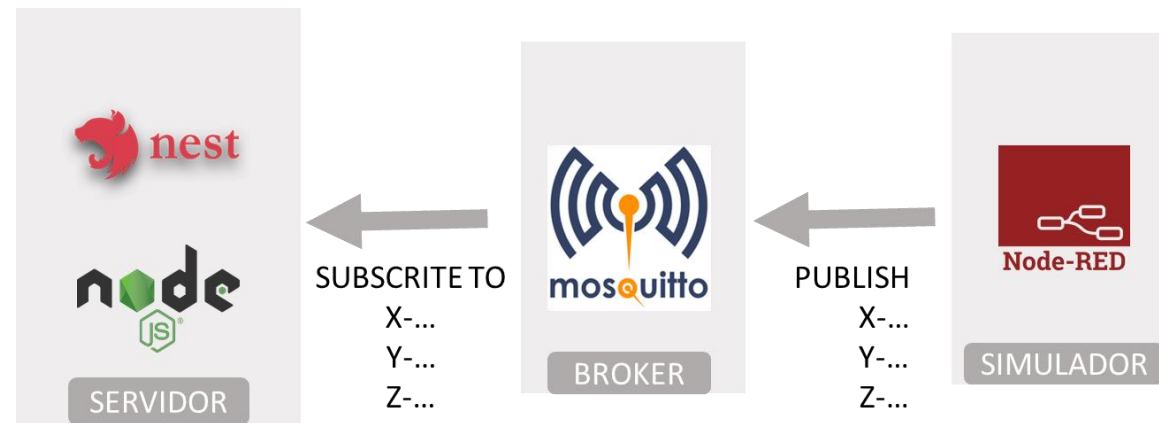 nest
node
JS
SERVIDOR
SUBSCRITE TO
X-...
Y-...
Z-...
mosquitto
BROKER
PUBLISH
X-...
Y-...
Z-...
Node-RED
SIMULADOR